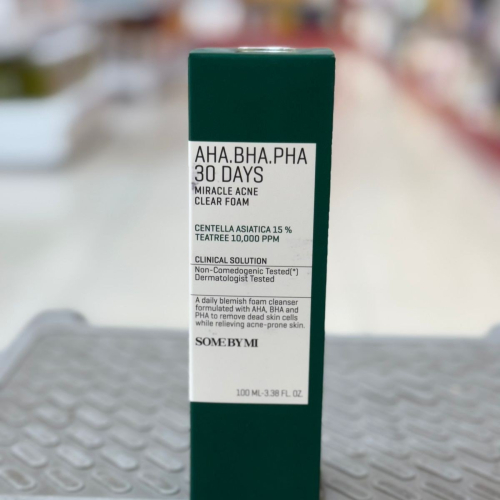 AHA.BHA.PHA
30 DAYS
MIRACLE ACNE
CLEAR FOAM
CENTELLA ASIATICA 15 %
TEATREE 10,000 PPM
CLINICAL SOLUTION
Non-Comedogenic Tested(*)
Dermatologist Tested
A daily blemish foam cleanser
formulated with AHA, BHA and
PHA to remove dead skin cells
while relieving acne-prone skin.
SOME BY MI
100 ML·3.38 FL. OZ.